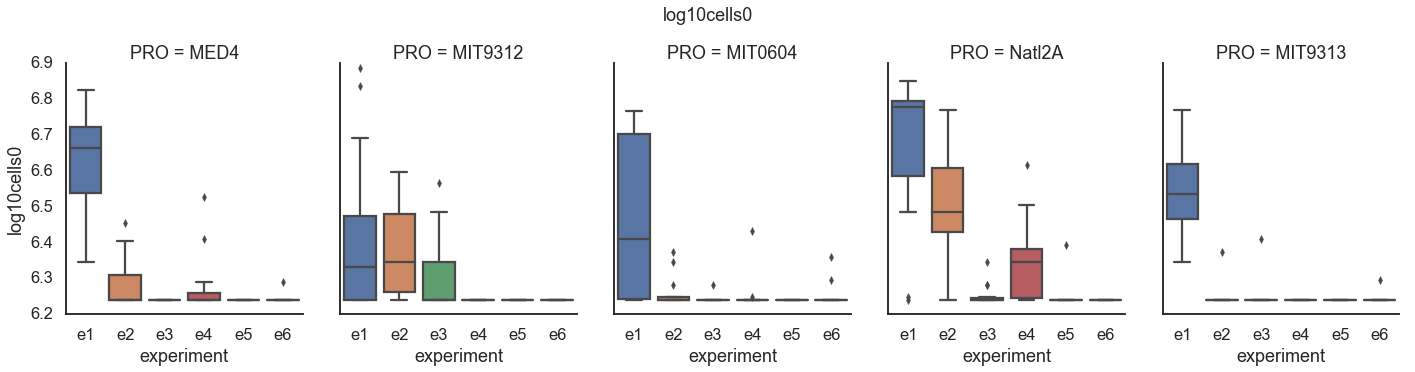 log10cells0
PRO = MED4
PRO = MIT9312
PRO = MIT0604
PRO = Natl2A
PRO = MIT9313
log10cells0
6.9
6.8
6.7
6.6
6.5
6.4
6.3
6.2
e1 e2 e3 e4 e5 e6
e1 e2 e3 e4 e5 e6
e1 e2 e3 e4 e5 e6
e1 e2 e3 e4 e5 e6
e1 e2 e3 e4 e5 e6
experiment
experiment
experiment
experiment
experiment